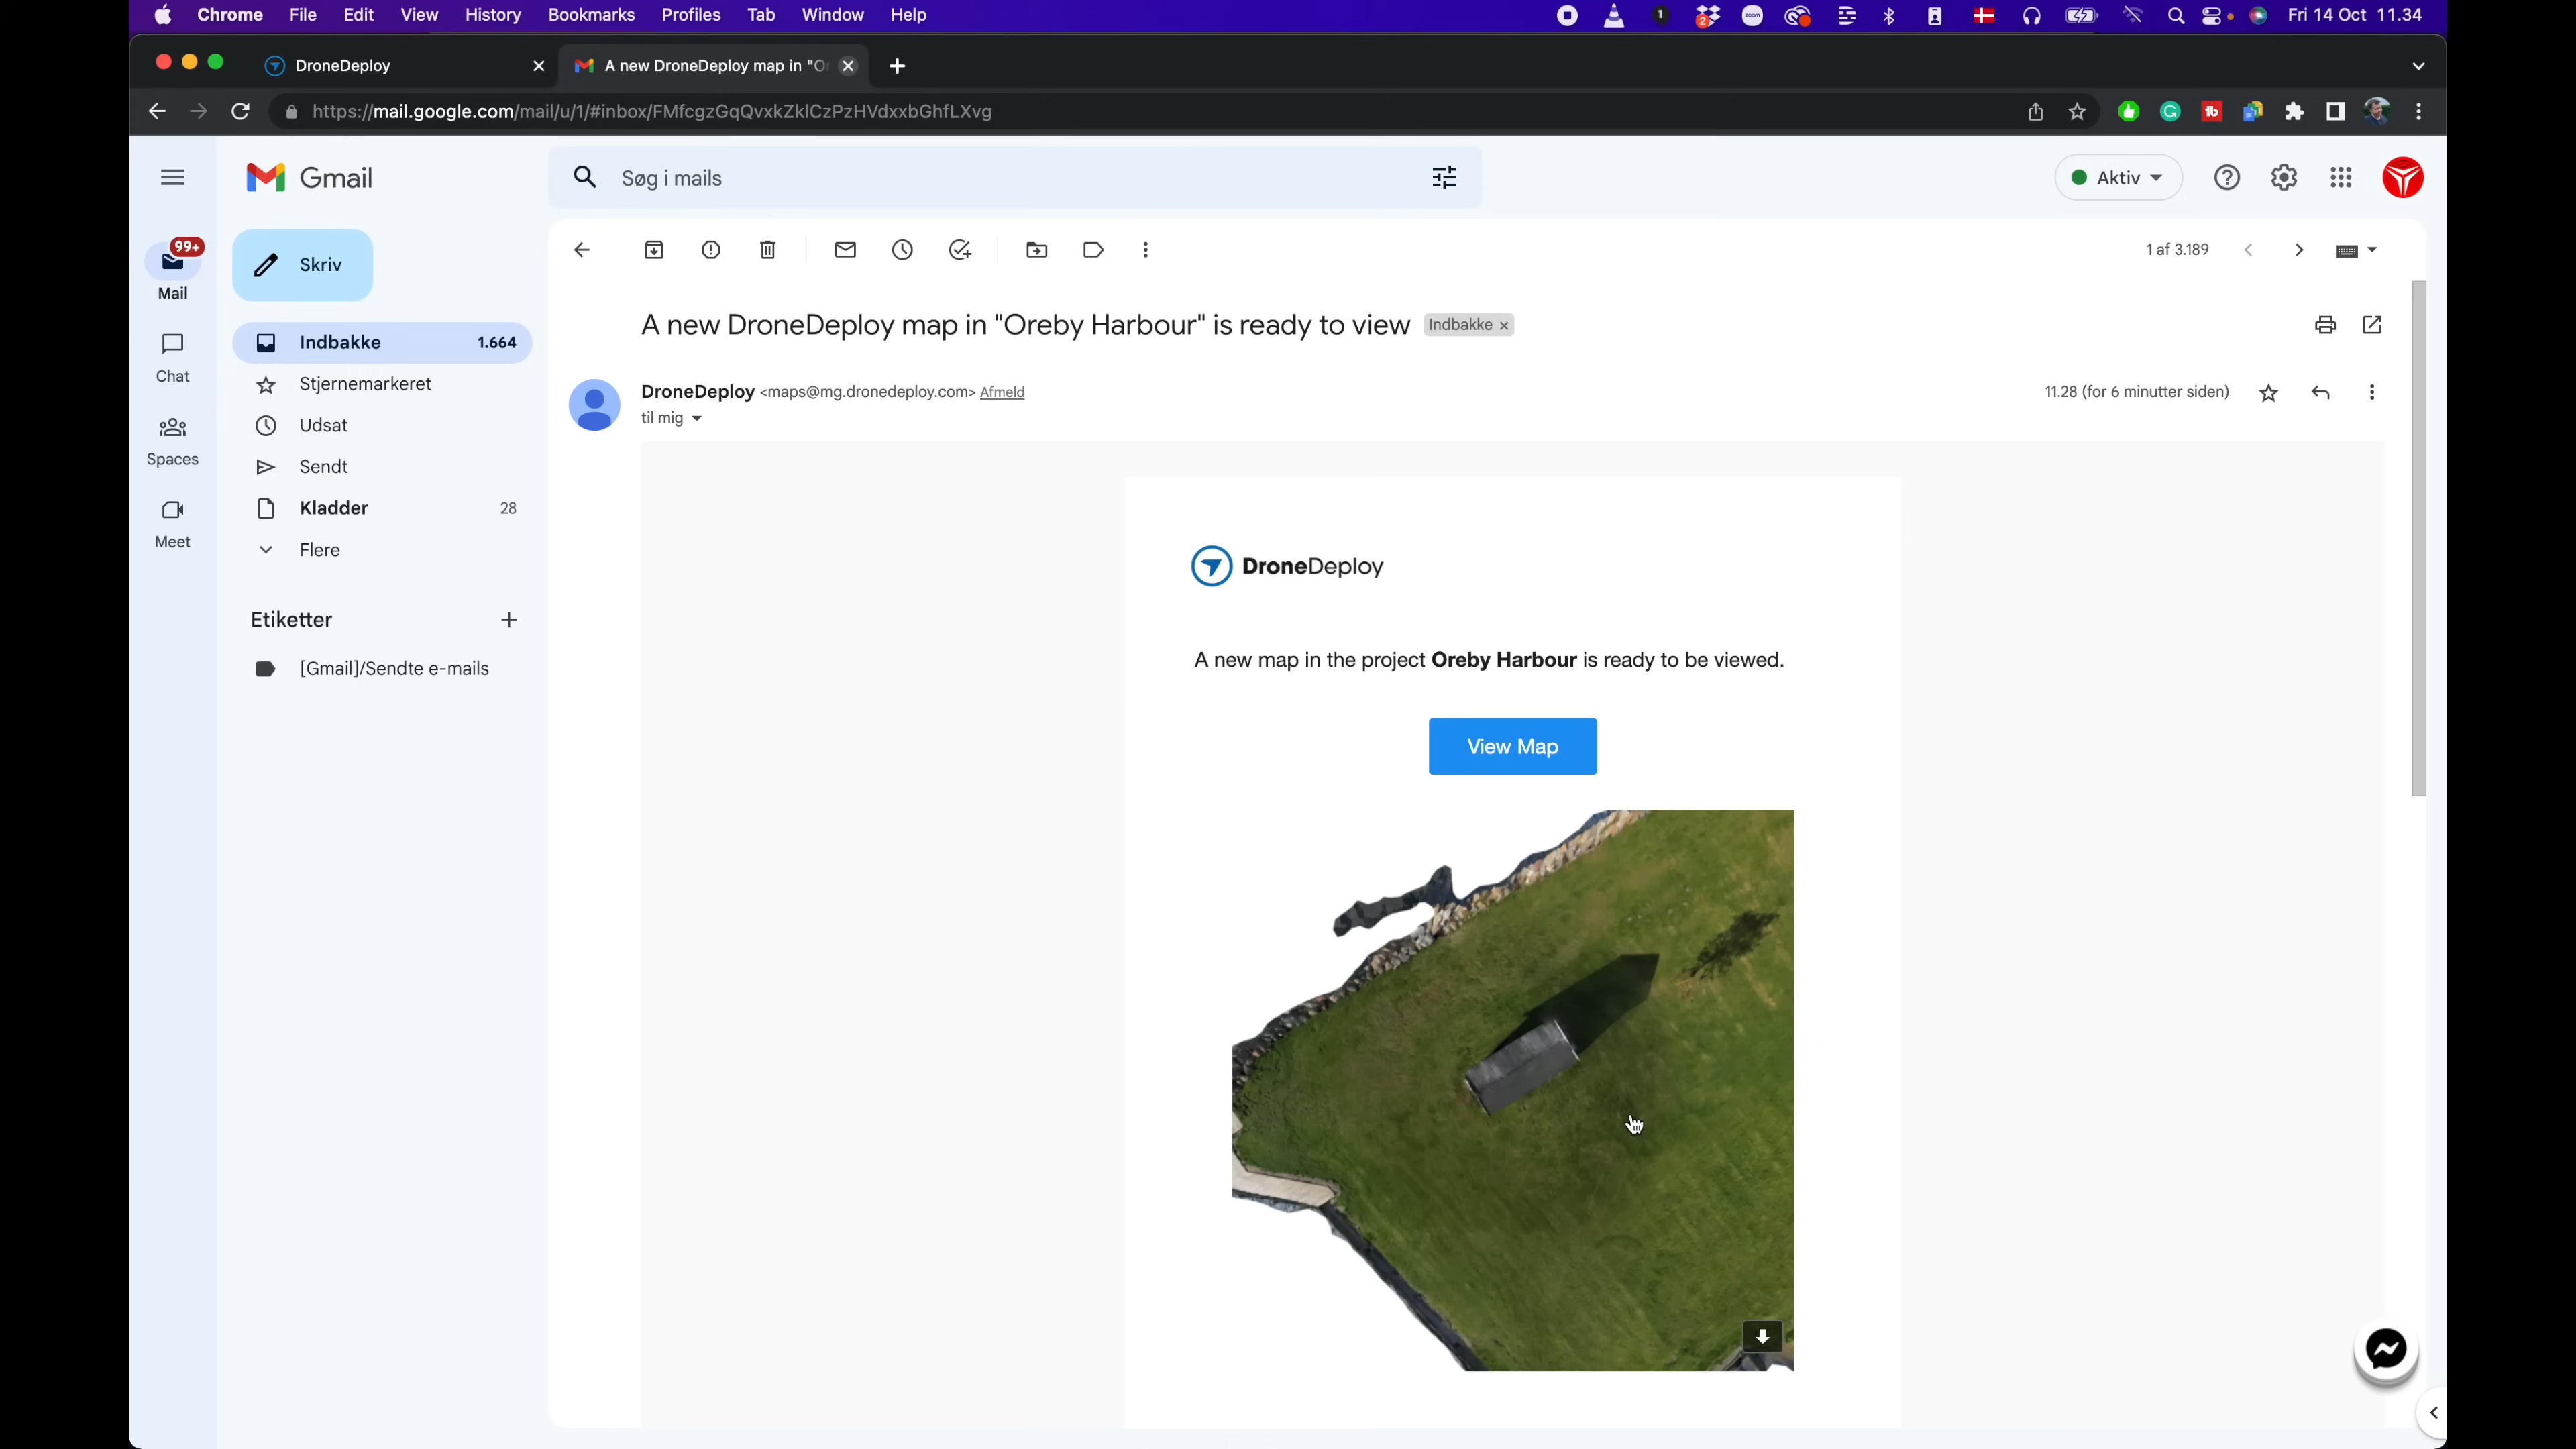 Chrome File Edit View History Bookmarks Profiles Tab Window Help
1 2 zoom Fri 14 Oct 11.34
DroneDeploy
A new DroneDeploy map in "Or
https://mail.google.com/mail/u/1/#inbox/FMfcgzGqQvxkZklCzPzHVdxxbGhfLXvg
Gmail
Søg i mails
Aktiv
99+
Mail
Chat
Spaces
Meet
Skriv
Indbakke 1.664
Stjernemarkeret
Udsat
Sendt
Kladder 28
Flere
Etiketter
[Gmail]/Sendte e-mails
1 af 3.189
A new DroneDeploy map in "Oreby Harbour" is ready to view Indbakke
DroneDeploy <maps@mg.dronedeploy.com> Afmeld
11.28 (for 6 minutter siden)
til mig
DroneDeploy
A new map in the project Oreby Harbour is ready to be viewed.
View Map